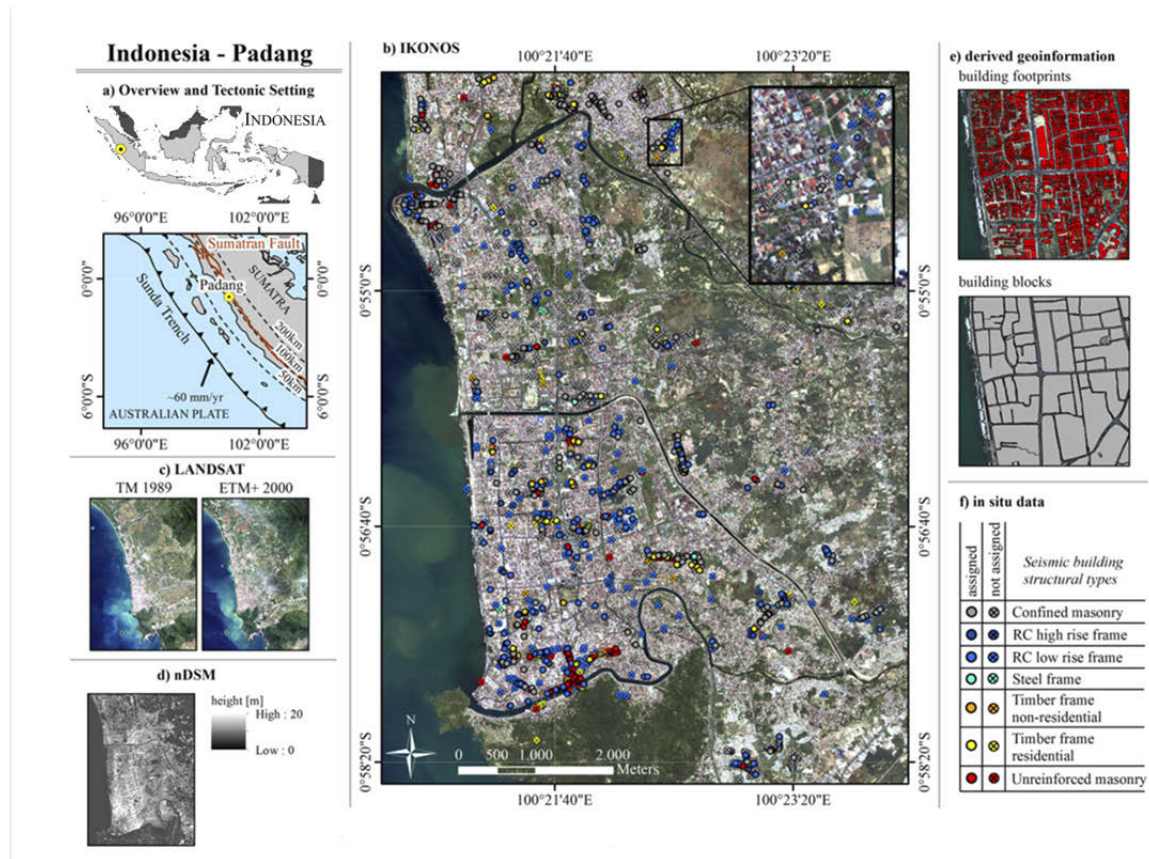 Indonesia - Padang
a) Overview and Tectonic Setting
INDONESIA
96°0'0"E
102°0'0"E
Sumatran Fault
0°0'0"
0°0'0"
Padang
SUMATRA
Sunda Trench
200km
100km
50km
~60 mm/yr
AUSTRALIAN PLATE
6°0'0"S
6°0'0"S
96°0'0"E
102°0'0"E
c) LANDSAT
TM 1989
ETM+ 2000
d) nDSM
height [m]
High : 20
Low : 0
b) IKONOS
100°21'40"E
100°23'20"E
0°55'0"S
0°55'0"S
0°56'40"S
0°56'40"S
0°58'20"S
0°58'20"S
N
0
500
1.000
2.000
Meters
100°21'40"E
100°23'20"E
e) derived geoinformation
building footprints
building blocks
f) in situ data
assigned
not assigned
Seismic building
structural types
Confined masonry
RC high rise frame
RC low rise frame
Steel frame
Timber frame
non-residential
Timber frame
residential
Unreinforced masonry